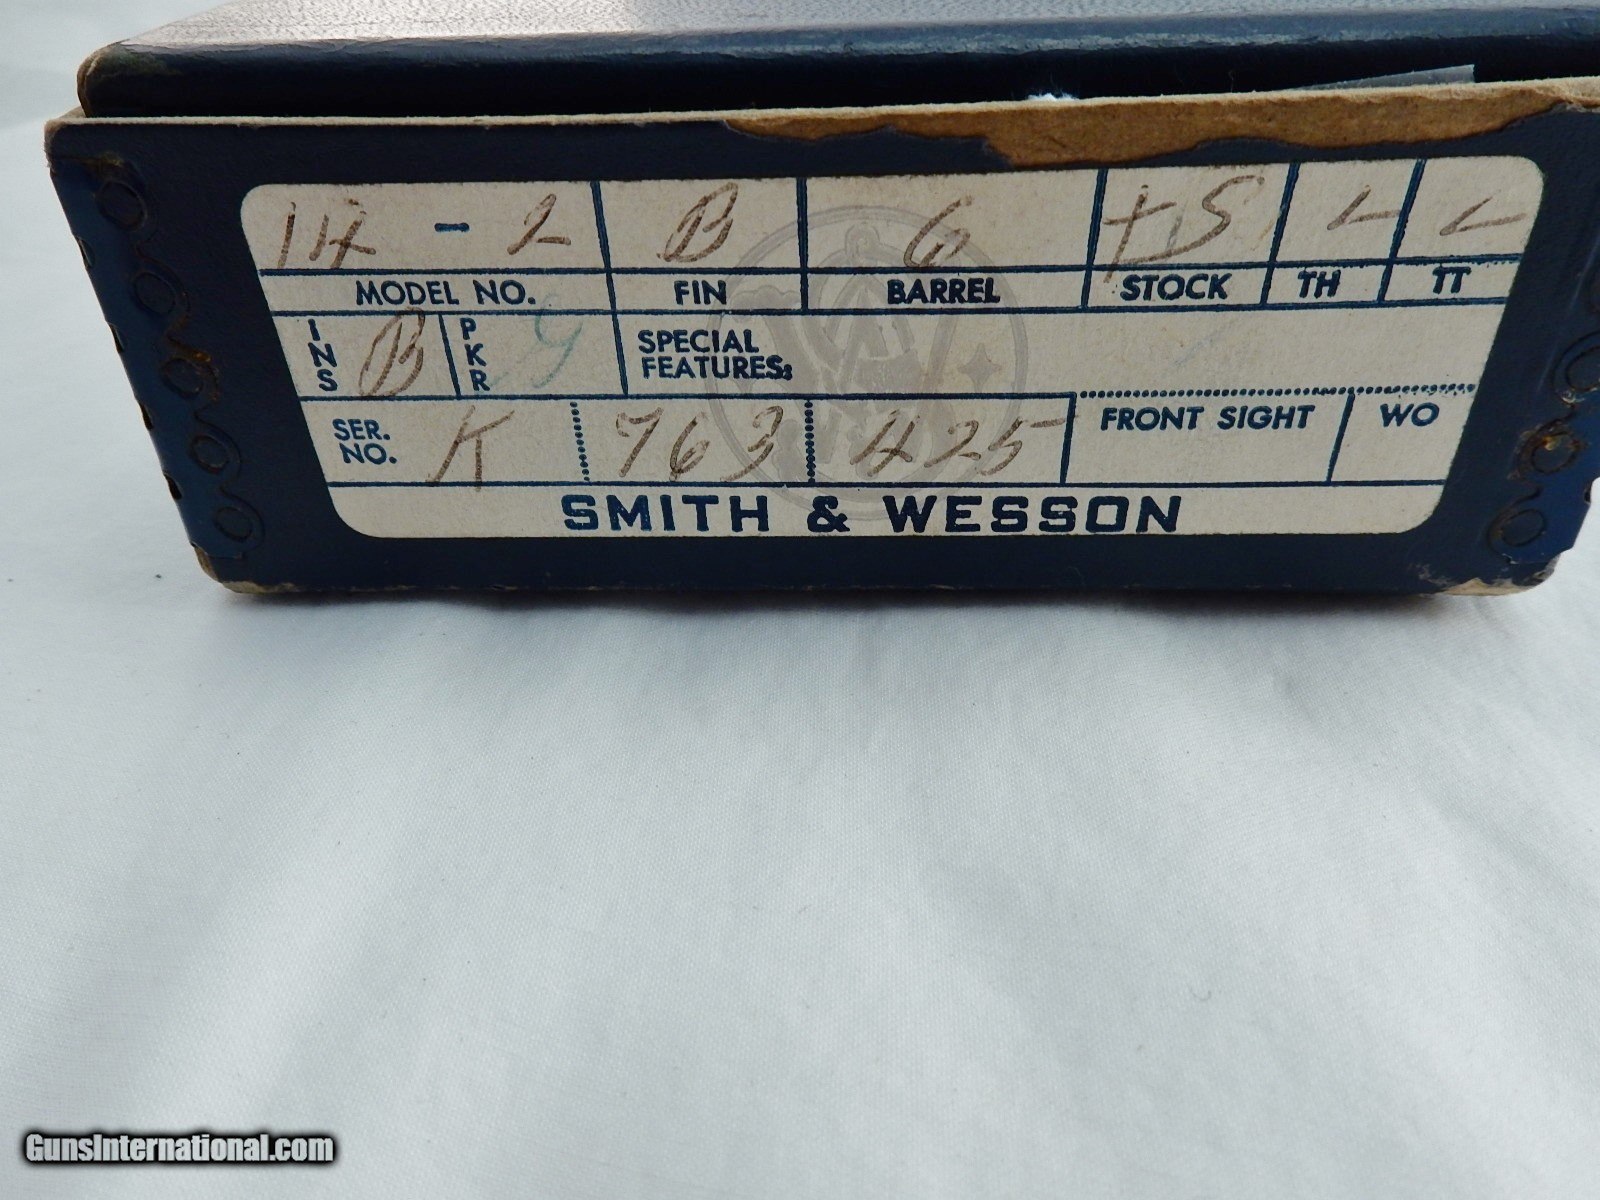 14 - 2 B 6 TS L L
MODEL NO. FIN BARREL STOCK TH TT
INS B PKR G SPECIAL
FEATURES:
SER.
NO. K 763 425 FRONT SIGHT WO
SMITH & WESSON
GunsInternational.com